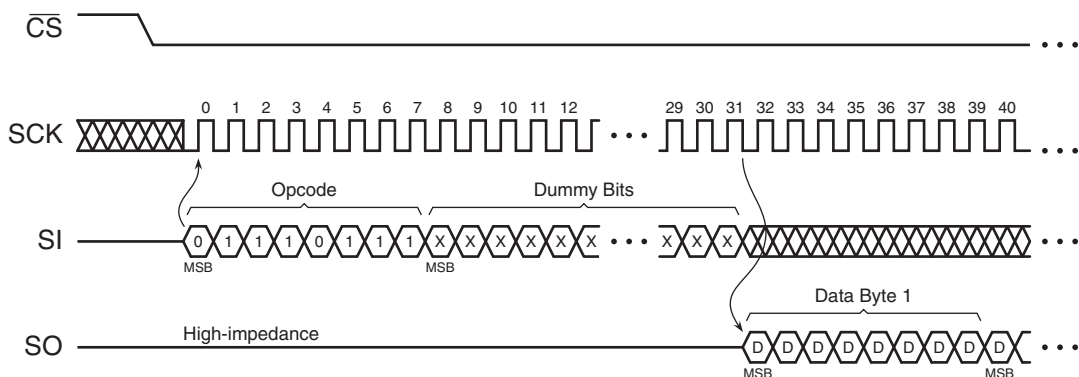 CS
0 1 2 3 4 5 6 7 8 9 10 11 12 29 30 31 32 33 34 35 36 37 38 39 40
SCK
Opcode Dummy Bits
SI 0 1 1 1 0 1 1 1 X X X X X X X X X
MSB MSB
Data Byte 1
High-impedance
SO D D D D D D D D D
MSB MSB